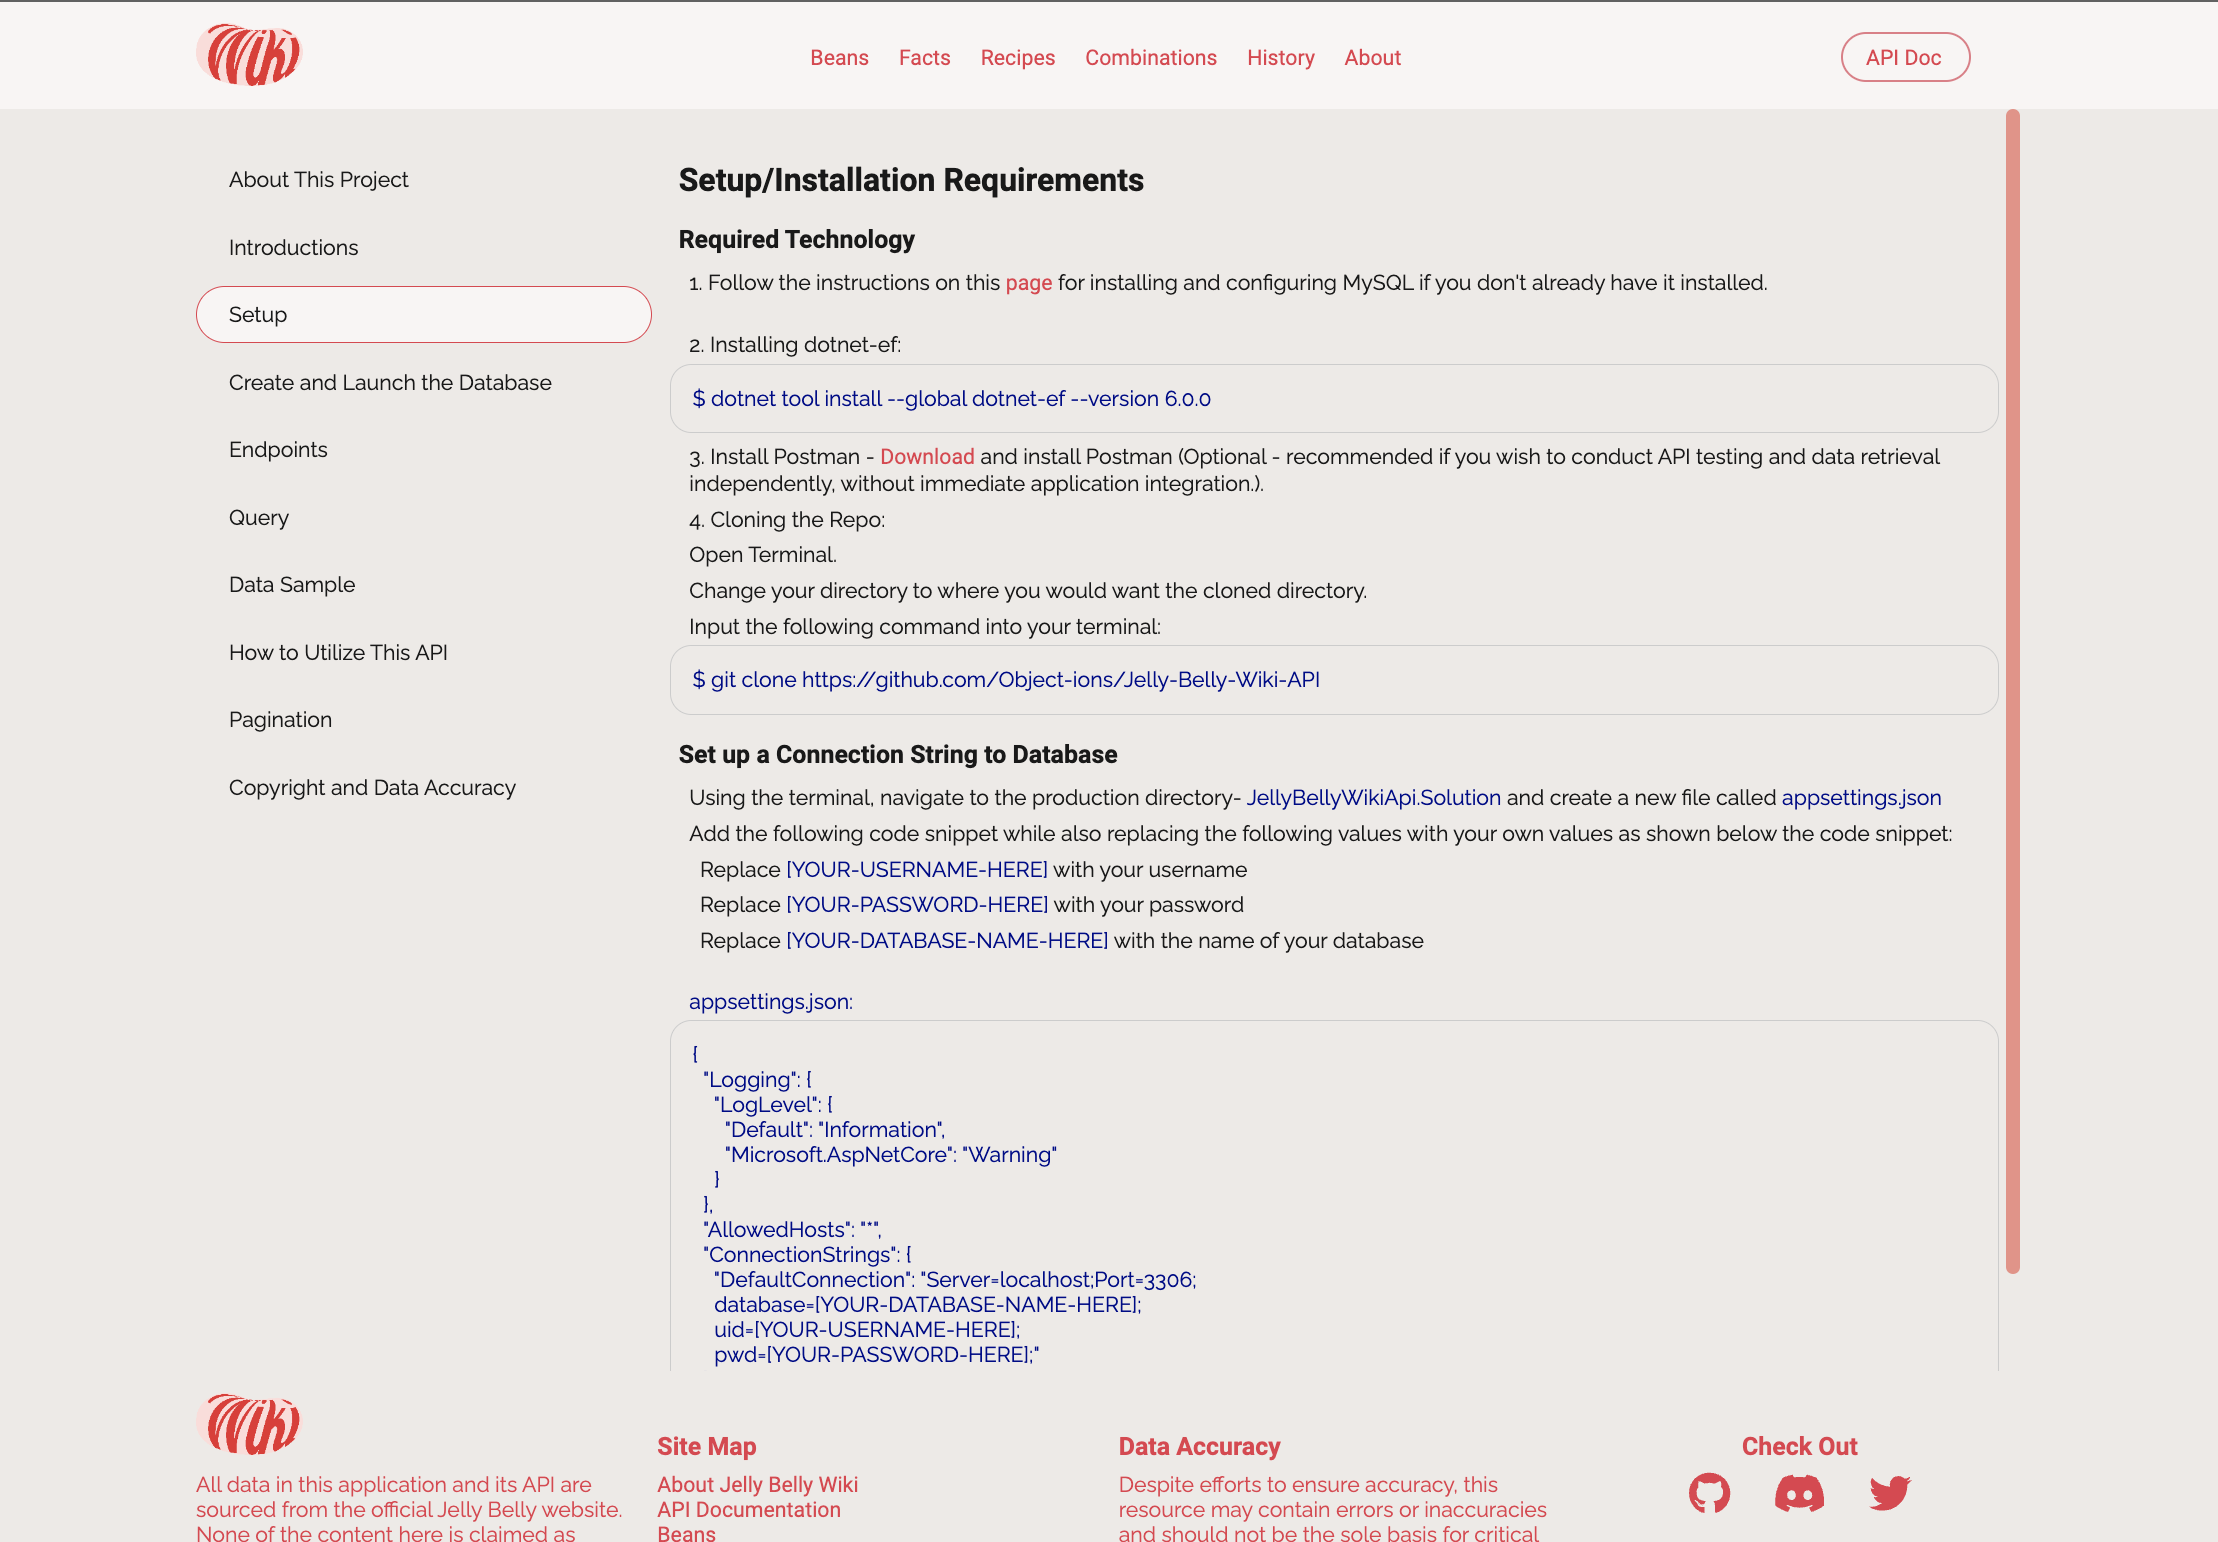 Wiki
Beans
Facts
Recipes
Combinations
History
About
API Doc
About This Project
Introductions
Setup
Create and Launch the Database
Endpoints
Query
Data Sample
How to Utilize This API
Pagination
Copyright and Data Accuracy
Setup/Installation Requirements
Required Technology
1. Follow the instructions on this page for installing and configuring MySQL if you don't already have it installed.
2. Installing dotnet-ef:
$ dotnet tool install --global dotnet-ef --version 6.0.0
3. Install Postman - Download and install Postman (Optional - recommended if you wish to conduct API testing and data retrieval
independently, without immediate application integration.).
4. Cloning the Repo:
Open Terminal.
Change your directory to where you would want the cloned directory.
Input the following command into your terminal:
$ git clone https://github.com/Object-ions/Jelly-Belly-Wiki-API
Set up a Connection String to Database
Using the terminal, navigate to the production directory- JellyBellyWikiApi.Solution and create a new file called appsettings.json
Add the following code snippet while also replacing the following values with your own values as shown below the code snippet:
Replace [YOUR-USERNAME-HERE] with your username
Replace [YOUR-PASSWORD-HERE] with your password
Replace [YOUR-DATABASE-NAME-HERE] with the name of your database
appsettings.json:
{
"Logging": {
"LogLevel": {
"Default": "Information",
"Microsoft.AspNetCore": "Warning"
}
},
"AllowedHosts": "*",
"ConnectionStrings": {
"DefaultConnection": "Server=localhost;Port=3306;
database=[YOUR-DATABASE-NAME-HERE];
uid=[YOUR-USERNAME-HERE];
pwd=[YOUR-PASSWORD-HERE];"
Wiki
All data in this application and its API are
sourced from the official Jelly Belly website.
None of the content here is claimed as
Site Map
About Jelly Belly Wiki
API Documentation
Beans
Data Accuracy
Despite efforts to ensure accuracy, this
resource may contain errors or inaccuracies
and should not be the sole basis for critical
Check Out